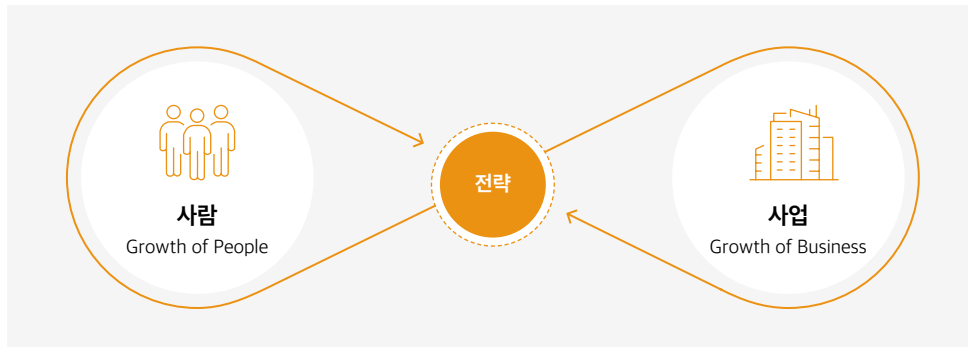 사람
Growth of People
전략
사업
Growth of Business